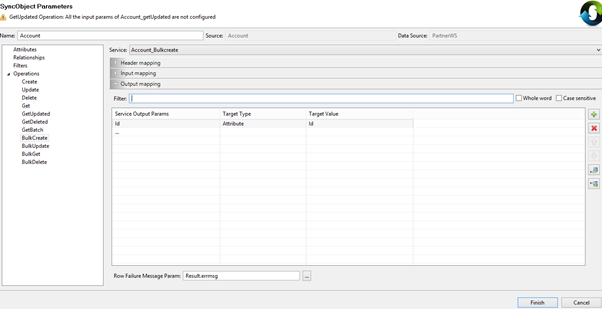 SyncObject Parameters
GetUpdated Operation: All the input params of Account_getUpdated are not configured
Name: Account Source: Account Data Source: PartnerWS
Attributes
Relationships
Filters
Operations
Create
Update
Delete
Get
GetUpdated
GetDeleted
GetBatch
BulkCreate
BulkUpdate
BulkGet
BulkDelete
Service: Account_Bulkcreate
Header mapping
Input mapping
Output mapping
Filter: Whole word Case sensitive
Service Output Params Target Type Target Value
Id Attribute Id
...
Row Failure Message Param: Result.errmsg ...
Finish Cancel